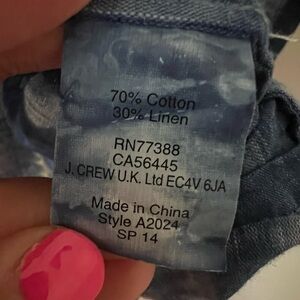 70% Cotton
30% Linen
RN77388
CA56445
J. CREW U.K. Ltd EC4V 6JA
Made in China
Style A2024
SP 14